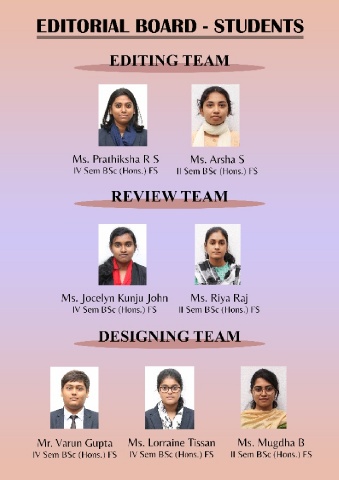 EDITORIAL BOARD - STUDENTS
EDITING TEAM
Ms. Prathiksha R S
IV Sem BSc (Hons.) FS
Ms. Arsha S
II Sem BSc (Hons.) FS
REVIEW TEAM
Ms. Jocelyn Kunju John
IV Sem BSc (Hons.) FS
Ms. Riya Raj
II Sem BSc (Hons.) FS
DESIGNING TEAM
Mr. Varun Gupta
IV Sem BSc (Hons.) FS
Ms. Lorraine Tissan
IV Sem BSc (Hons.) FS
Ms. Mugdha B
II Sem BSc (Hons.) FS